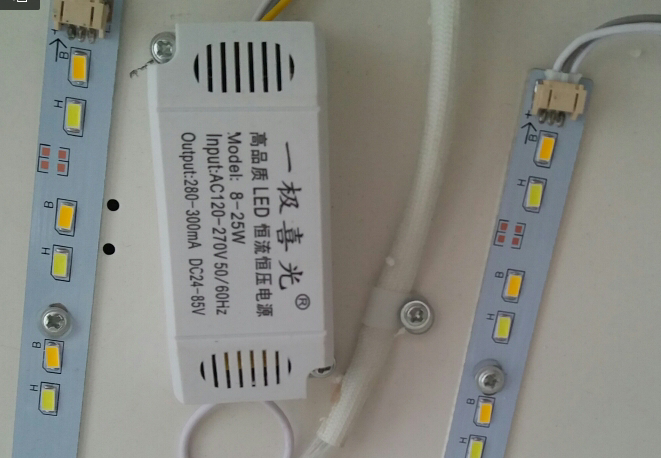 一极喜光®
高品质 LED 恒流恒压电源
Model: 8-25W
Input:AC120-270V 50/60Hz
Output:280-300mA DC24-85V
+
B
H
B
H
B
H
+
B
H
B
H
B
H